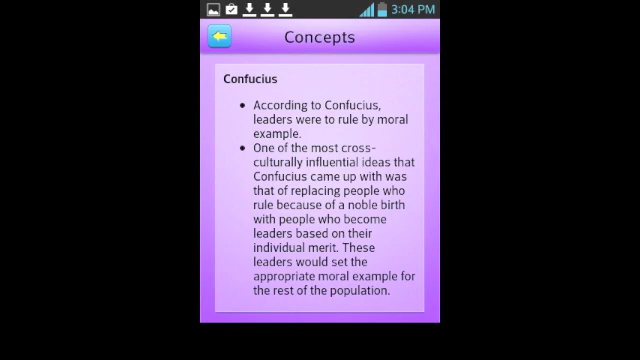 3:04 PM
Concepts
Confucius
• According to Confucius,
leaders were to rule by moral
example.
• One of the most cross-
culturally influential ideas that
Confucius came up with was
that of replacing people who
rule because of a noble birth
with people who become
leaders based on their
individual merit. These
leaders would set the
appropriate moral example for
the rest of the population.